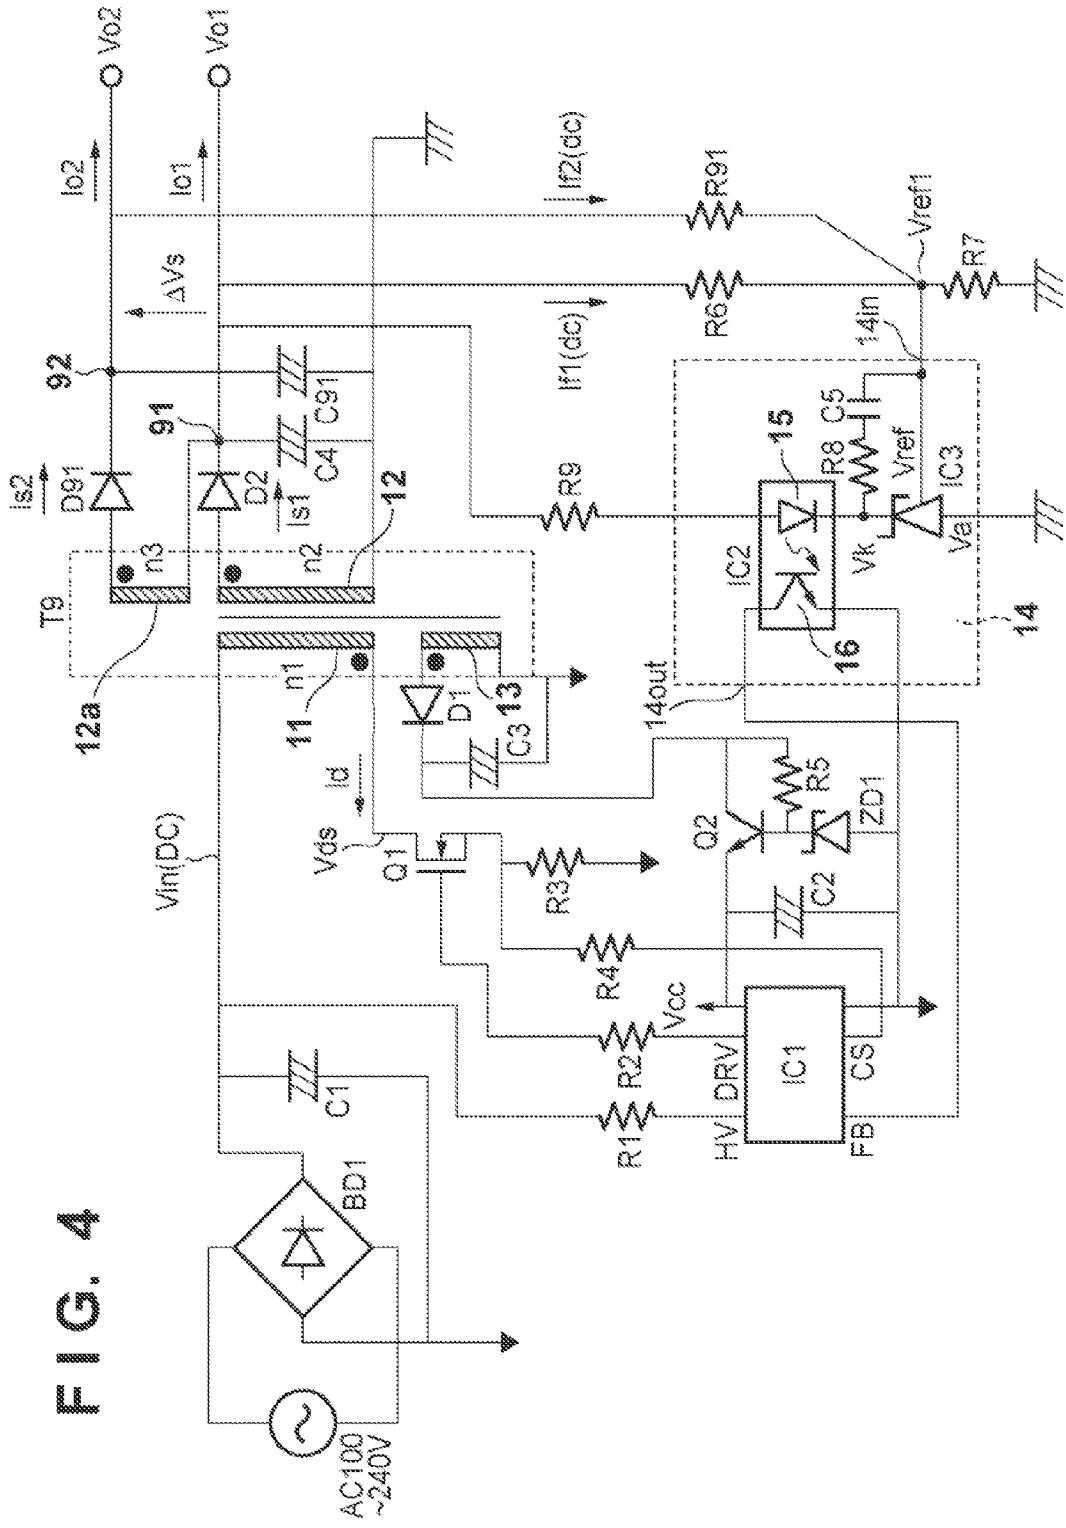 FIG. 4
AC100
~240V
BD1
C1
Vin(DC)
T9
12a
n3
n1
n2
11
12
13
Is2
D91
D2
Is1
91
92
ΔVs
Io2
Io1
Vo2
Vo1
C4
C91
Id
Vds
Q1
D1
C3
R3
R4
R2
R1
Vcc
HV
DRV
IC1
FB
CS
C2
Q2
R5
ZD1
14out
14
IC2
15
16
R9
Vk
Va
R8
C5
Vref
IC3
14in
If1(dc)
If2(dc)
R6
R91
Vref1
R7